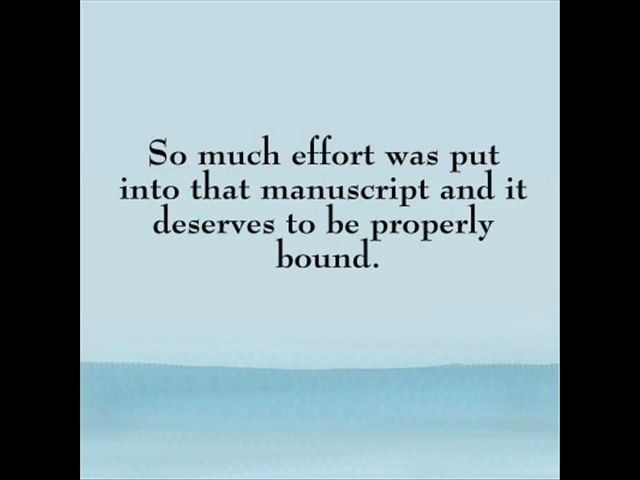 So much effort was put
into that manuscript and it
deserves to be properly
bound.